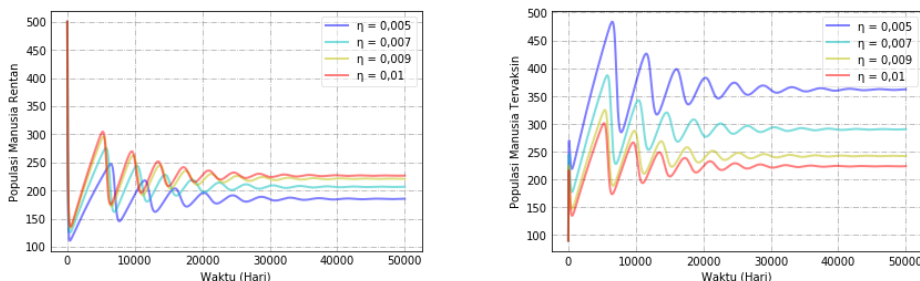 500
450
400
350
300
250
200
150
100
Populasi Manusia Rentan
η = 0,005
η = 0,007
η = 0,009
η = 0,01
0
10000
20000
30000
40000
50000
Waktu (Hari)
500
450
400
350
300
250
200
150
100
Populasi Manusia Tervaksin
η = 0,005
η = 0,007
η = 0,009
η = 0,01
0
10000
20000
30000
40000
50000
Waktu (Hari)